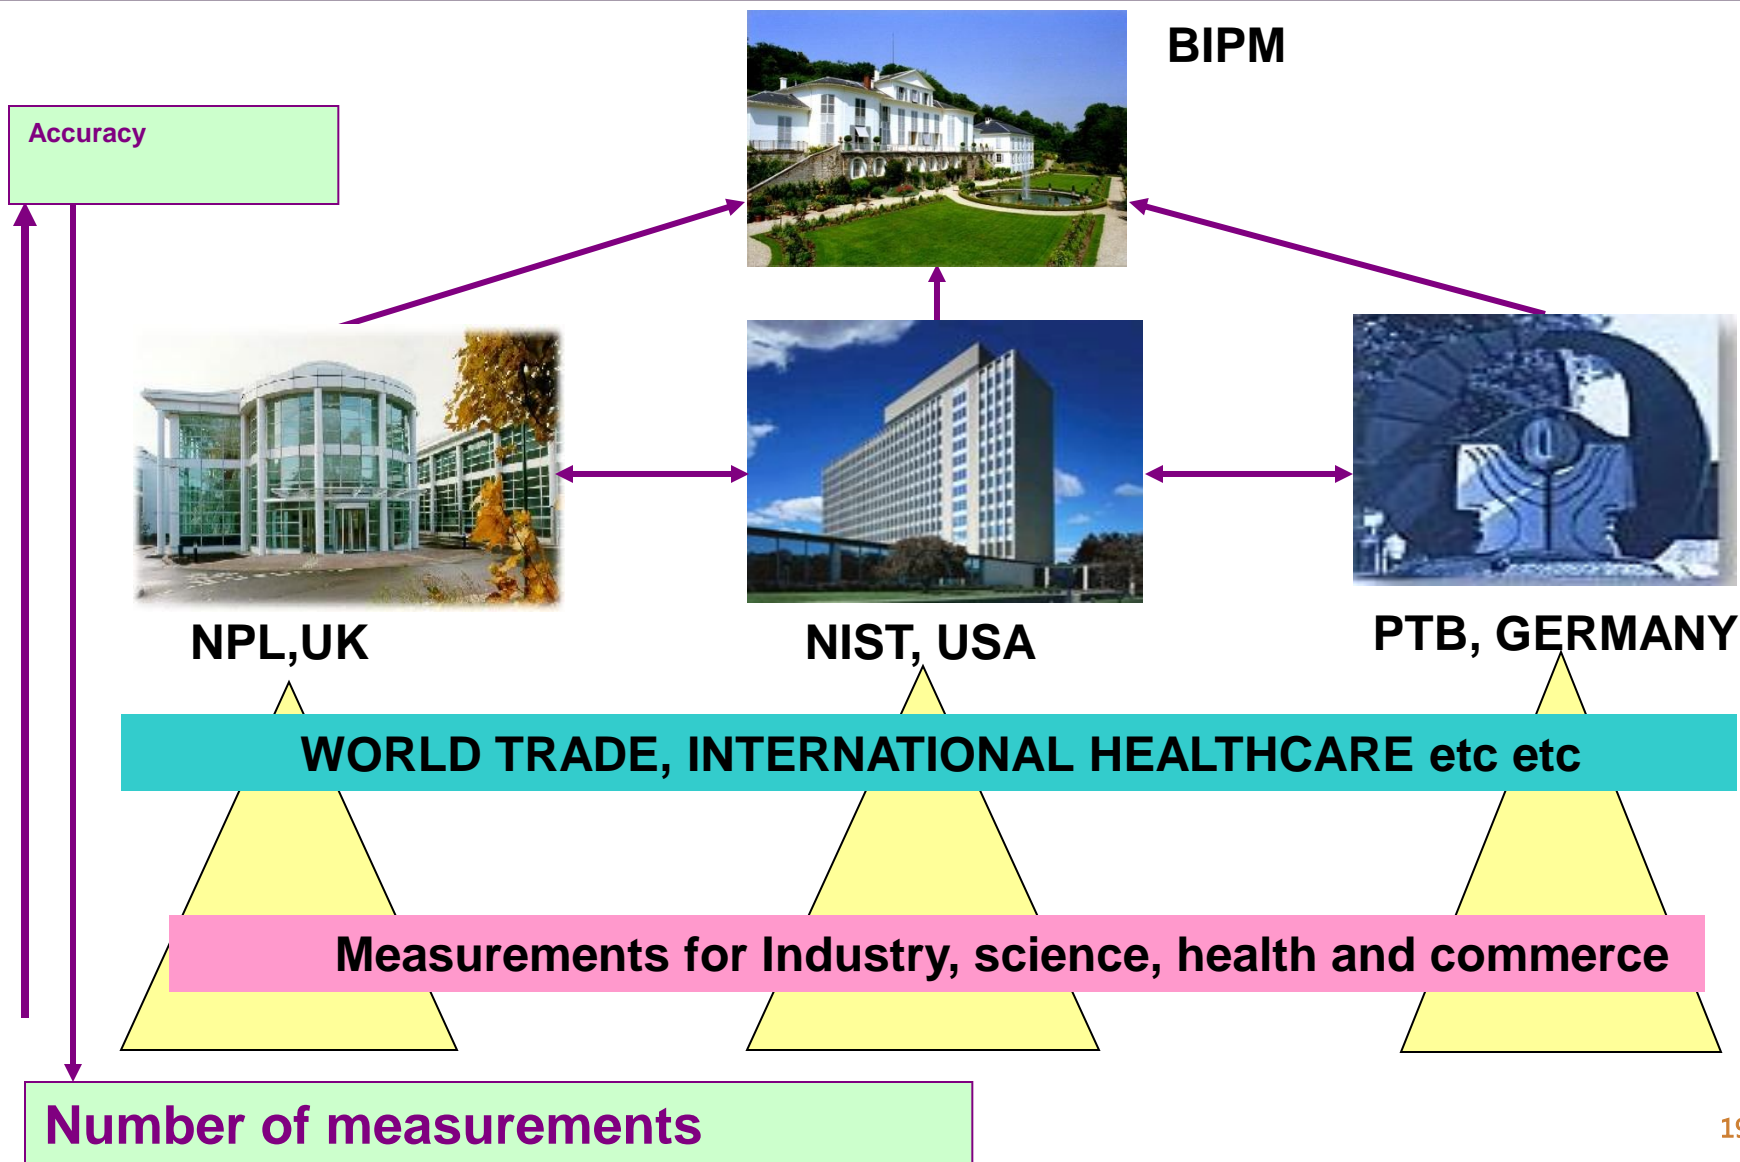 BIPM
Accuracy
NPL,UK
NIST, USA
PTB, GERMANY
WORLD TRADE, INTERNATIONAL HEALTHCARE etc etc
Measurements for Industry, science, health and commerce
Number of measurements
19